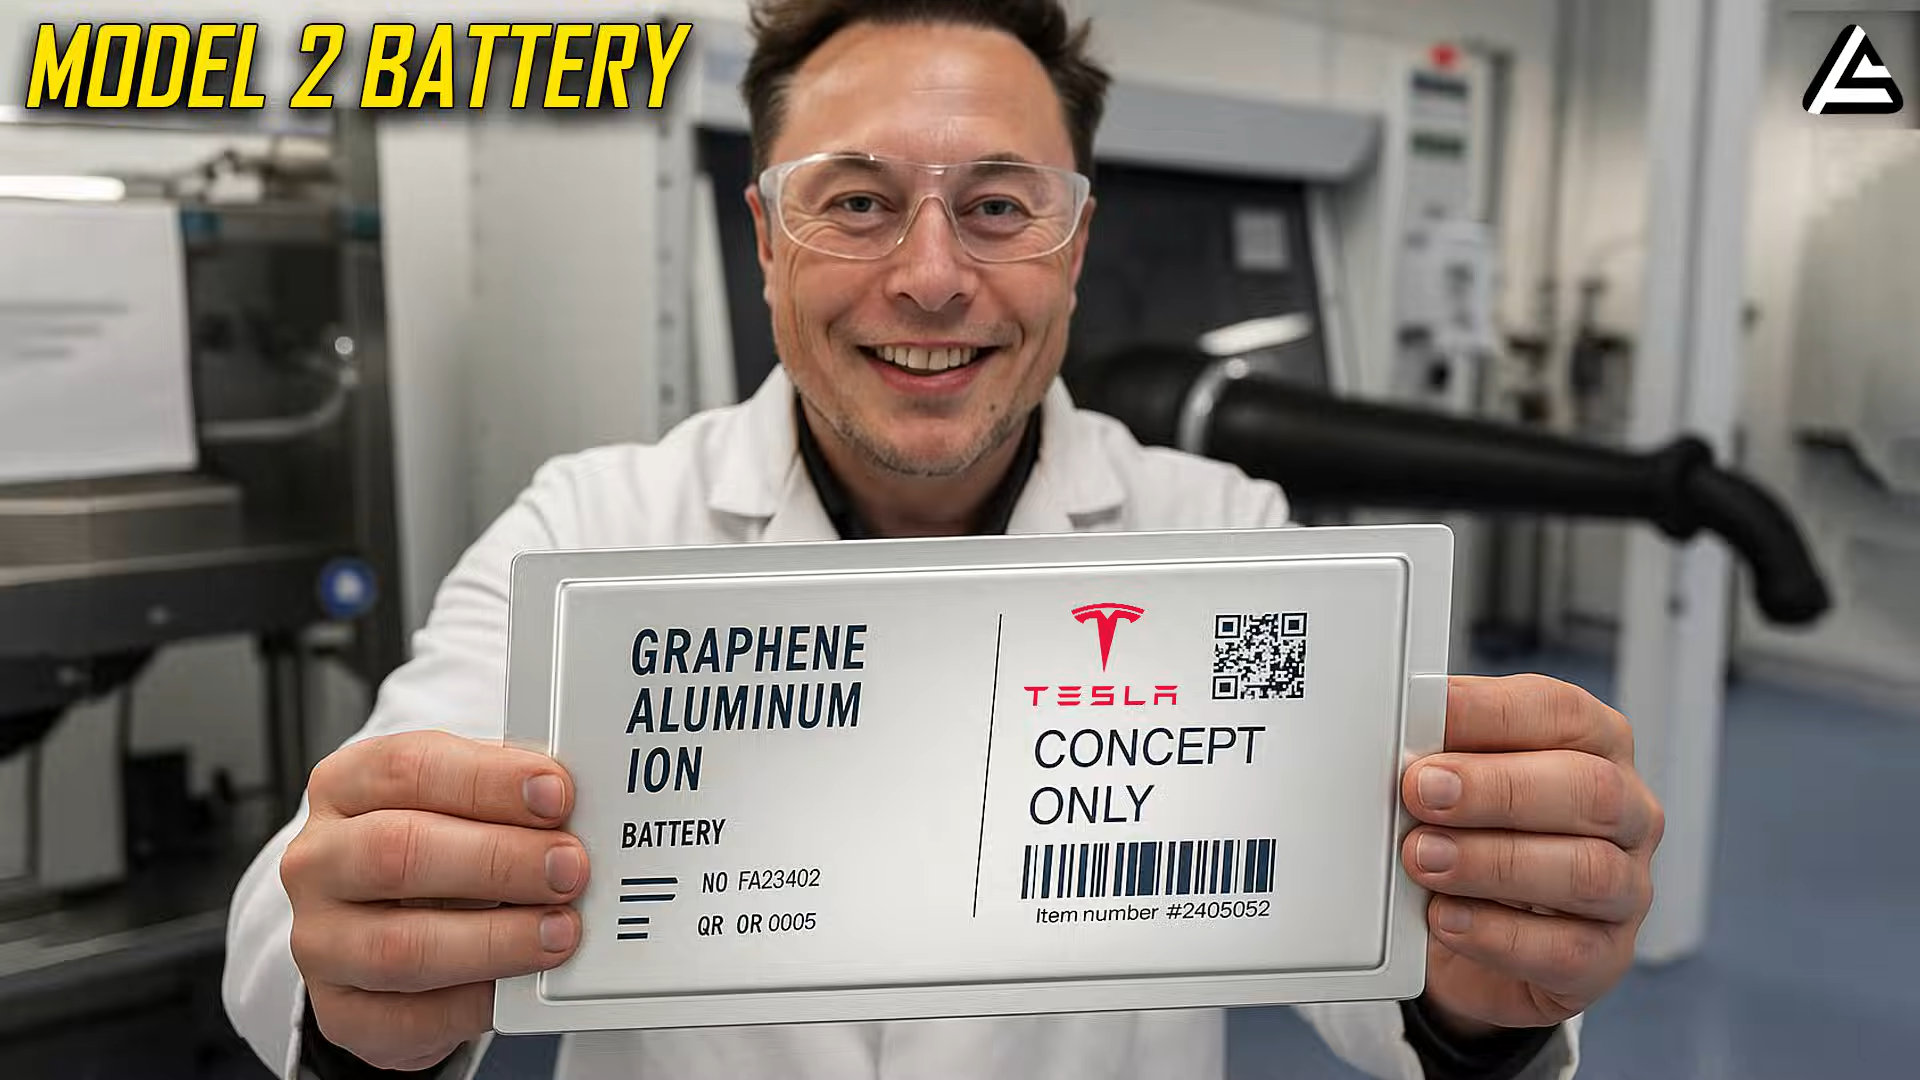 MODEL 2 BATTERY
GRAPHENE
ALUMINUM
ION
BATTERY
NO FA23402
QR OR 0005
TESLA
CONCEPT
ONLY
Item number #2405052